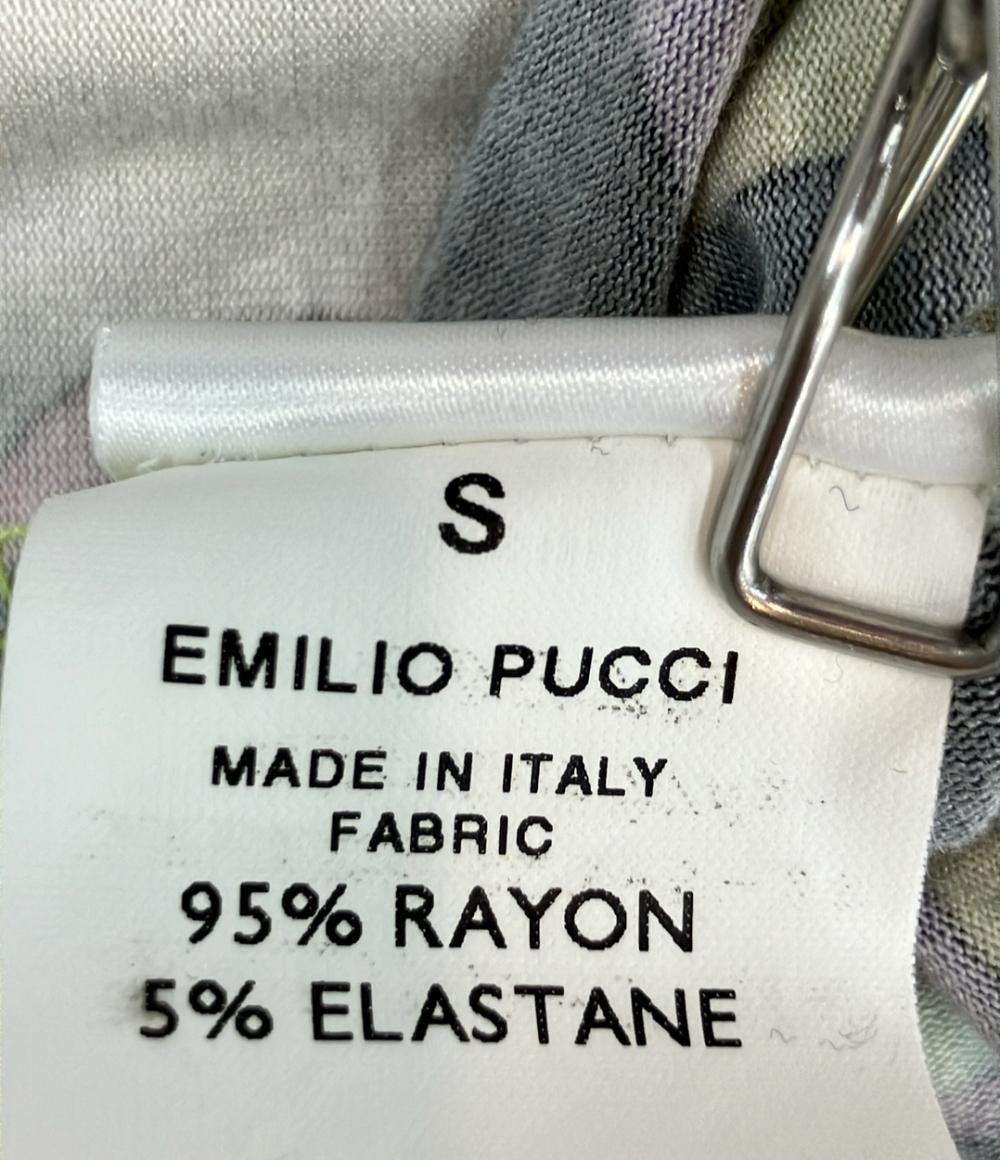 S
EMILIO PUCCI
MADE IN ITALY
FABRIC
95% RAYON
5% ELASTANE